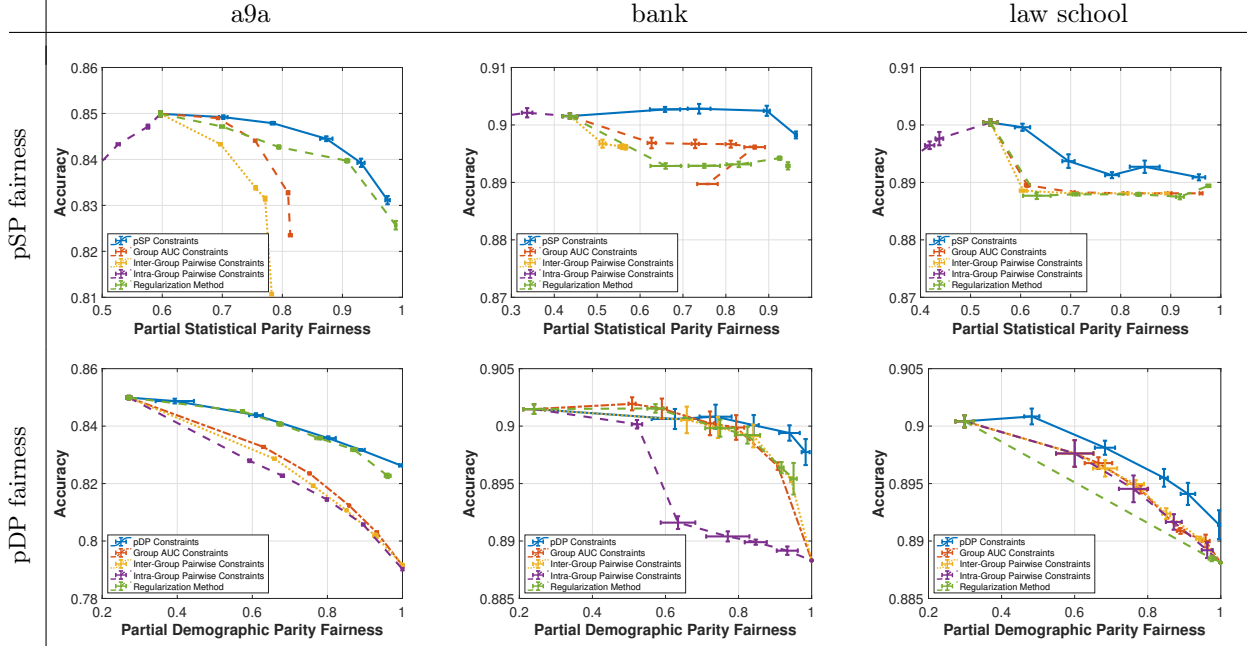 a9a bank law school
pSP fairness
0.86
0.85
0.84
0.83
0.82
0.81
Accuracy
pSP Constraints
Group AUC Constraints
Inter-Group Pairwise Constraints
Intra-Group Pairwise Constraints
Regularization Method
0.5 0.6 0.7 0.8 0.9 1
Partial Statistical Parity Fairness
0.91
0.9
0.89
0.88
0.87
Accuracy
pSP Constraints
Group AUC Constraints
Inter-Group Pairwise Constraints
Intra-Group Pairwise Constraints
Regularization Method
0.3 0.4 0.5 0.6 0.7 0.8 0.9
Partial Statistical Parity Fairness
0.91
0.9
0.89
0.88
0.87
Accuracy
pSP Constraints
Group AUC Constraints
Inter-Group Pairwise Constraints
Intra-Group Pairwise Constraints
Regularization Method
0.4 0.5 0.6 0.7 0.8 0.9 1
Partial Statistical Parity Fairness
pDP fairness
0.86
0.84
0.82
0.8
0.78
Accuracy
pDP Constraints
Group AUC Constraints
Inter-Group Pairwise Constraints
Intra-Group Pairwise Constraints
Regularization Method
0.2 0.4 0.6 0.8 1
Partial Demographic Parity Fairness
0.905
0.9
0.895
0.89
0.885
Accuracy
pDP Constraints
Group AUC Constraints
Inter-Group Pairwise Constraints
Intra-Group Pairwise Constraints
Regularization Method
0.2 0.4 0.6 0.8 1
Partial Demographic Parity Fairness
0.905
0.9
0.895
0.89
0.885
Accuracy
pDP Constraints
Group AUC Constraints
Inter-Group Pairwise Constraints
Intra-Group Pairwise Constraints
Regularization Method
0.2 0.4 0.6 0.8 1
Partial Demographic Parity Fairness